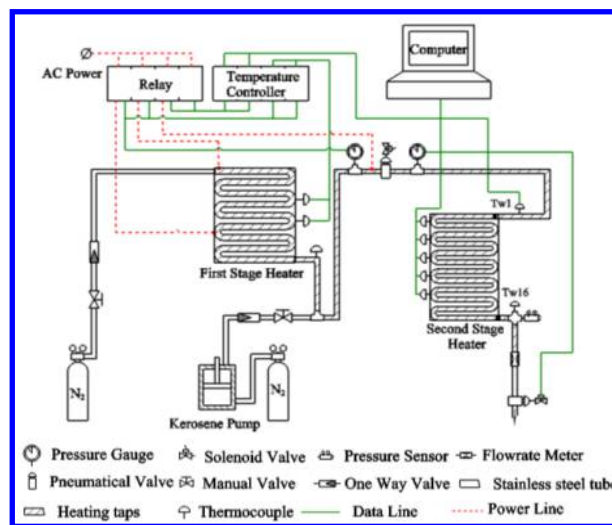 Computer
AC Power
Relay
Temperature
Controller
Tw1
First Stage Heater
Tw16
Second Stage
Heater
N2
N2
Kerosene Pump
Pressure Gauge
Solenoid Valve
Pressure Sensor
Flowrate Meter
Pneumatical Valve
Manual Valve
One Way Valve
Stainless steel tube
Heating taps
Thermocouple
Data Line
Power Line